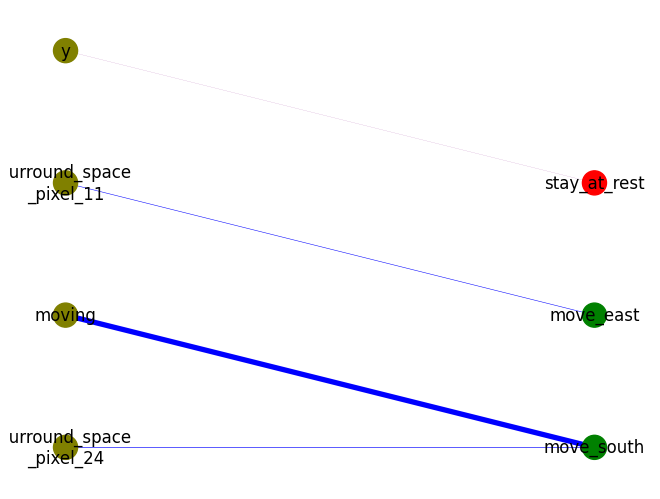 y
urround_space
_pixel_11
stay_at_rest
moving
move_east
urround_space
_pixel_24
move_south